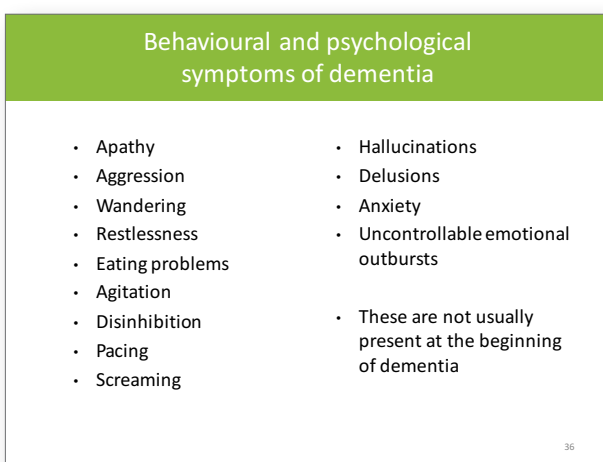 Behavioural and psychological
symptoms of dementia
• Apathy
• Aggression
• Wandering
• Restlessness
• Eating problems
• Agitation
• Disinhibition
• Pacing
• Screaming
• Hallucinations
• Delusions
• Anxiety
• Uncontrollable emotional
outbursts
• These are not usually
present at the beginning
of dementia
36